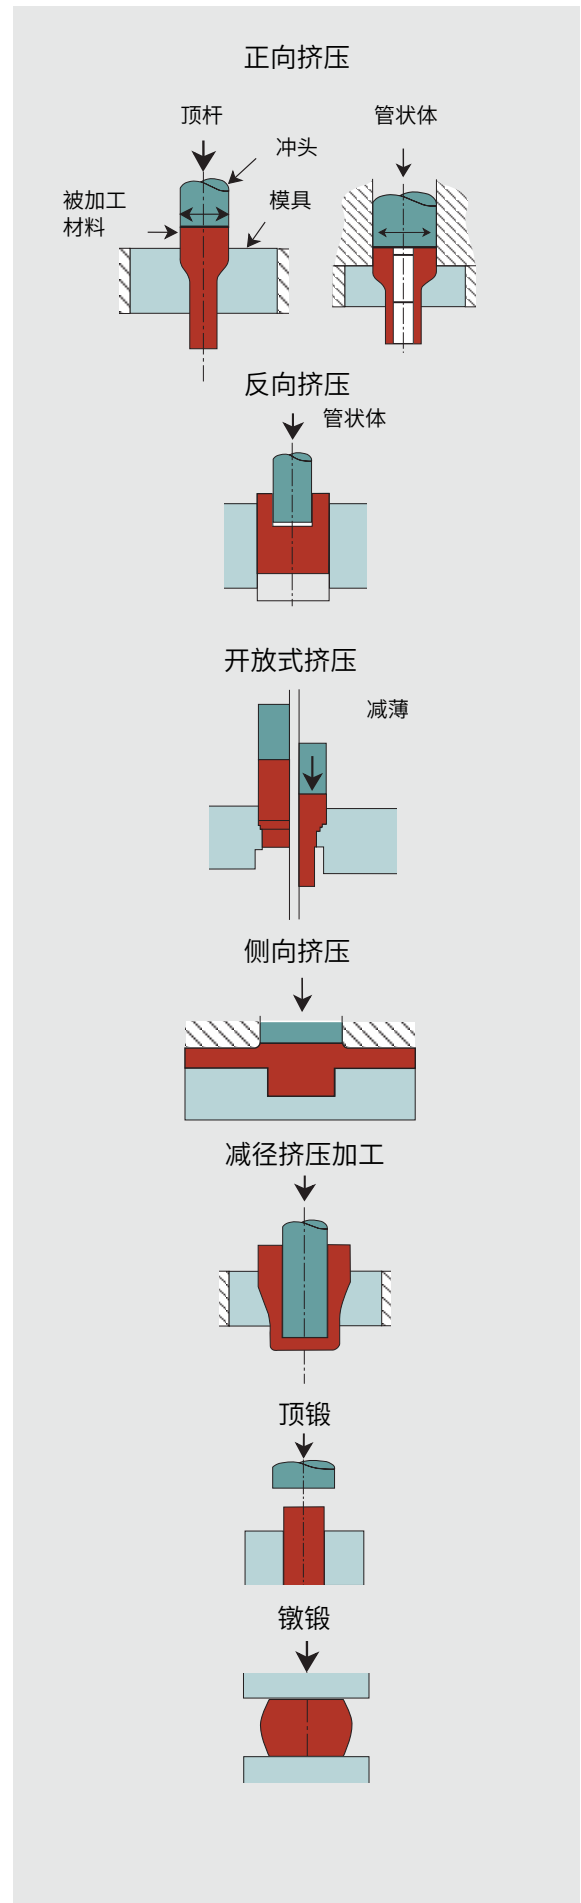 正向挤压
顶杆
管状体
冲头
被加工
材料
模具
反向挤压
管状体
开放式挤压
减薄
侧向挤压
减径挤压加工
顶锻
镦锻